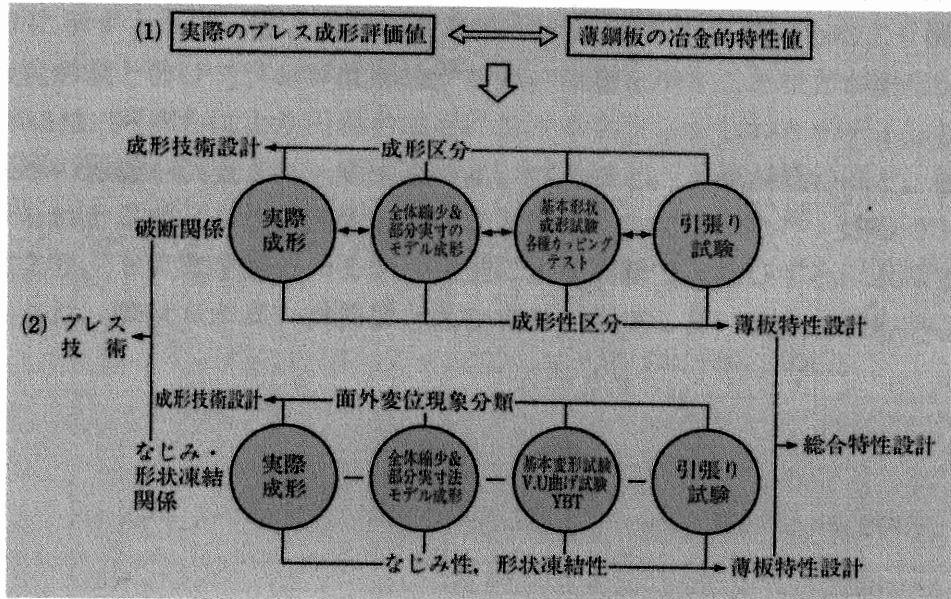 (1) 実際のプレス成形評価値 薄鋼板の冶金的特性値
成形技術設計 成形区分
破断関係
実際
成形
全体縮少&
部分実寸の
モデル成形
基本形状
成形試験
各種カッピング
テスト
引張り
試験
成形性区分 薄板特性設計
(2) プレス
技 術
成形技術設計 面外変位現象分類
なじみ・
形状凍結
関係
実際
成形
全体縮少&
部分実寸法
モデル成形
基本変形試験
V.U曲げ試験
YBT
引張り
試験
総合特性設計
なじみ性，形状凍結性 薄板特性設計